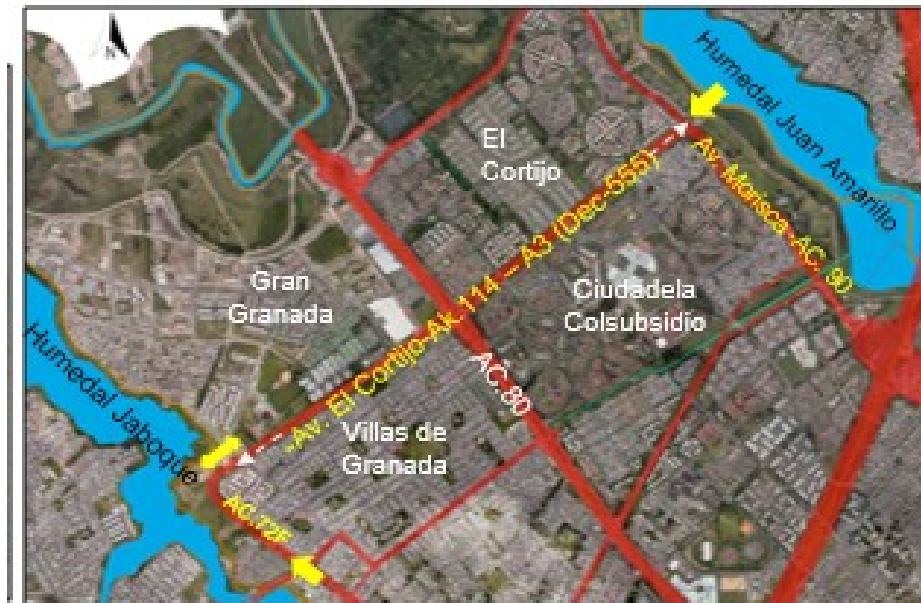 N
Humedal Juan Amarillo
El
Cortijo
Av. Morisca -AC. 90
Av. El Cortijo-Ak.114 – A3 (Dec-555)
Gran
Granada
Ciudadela
Colsubsidio
AC.80
Humedal Jaboque
Villas de
Granada
AC.72F